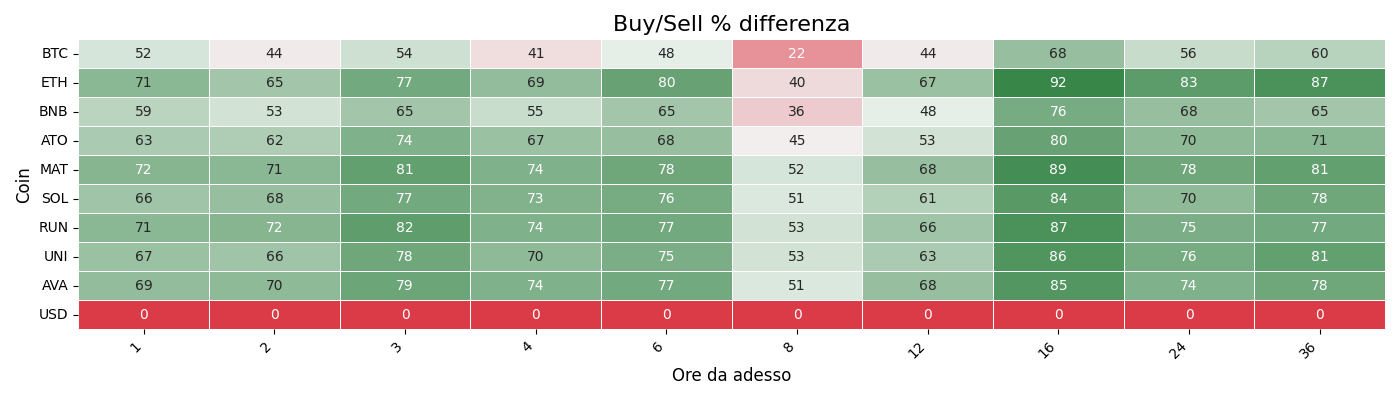 Buy/Sell % differenza
Coin
BTC 52 44 54 41 48 22 44 68 56 60
ETH 71 65 77 69 80 40 67 92 83 87
BNB 59 53 65 55 65 36 48 76 68 65
ATO 63 62 74 67 68 45 53 80 70 71
MAT 72 71 81 74 78 52 68 89 78 81
SOL 66 68 77 73 76 51 61 84 70 78
RUN 71 72 82 74 77 53 66 87 75 77
UNI 67 66 78 70 75 53 63 86 76 81
AVA 69 70 79 74 77 51 68 85 74 78
USD 0 0 0 0 0 0 0 0 0 0
1 2 3 4 6 8 12 16 24 36
Ore da adesso